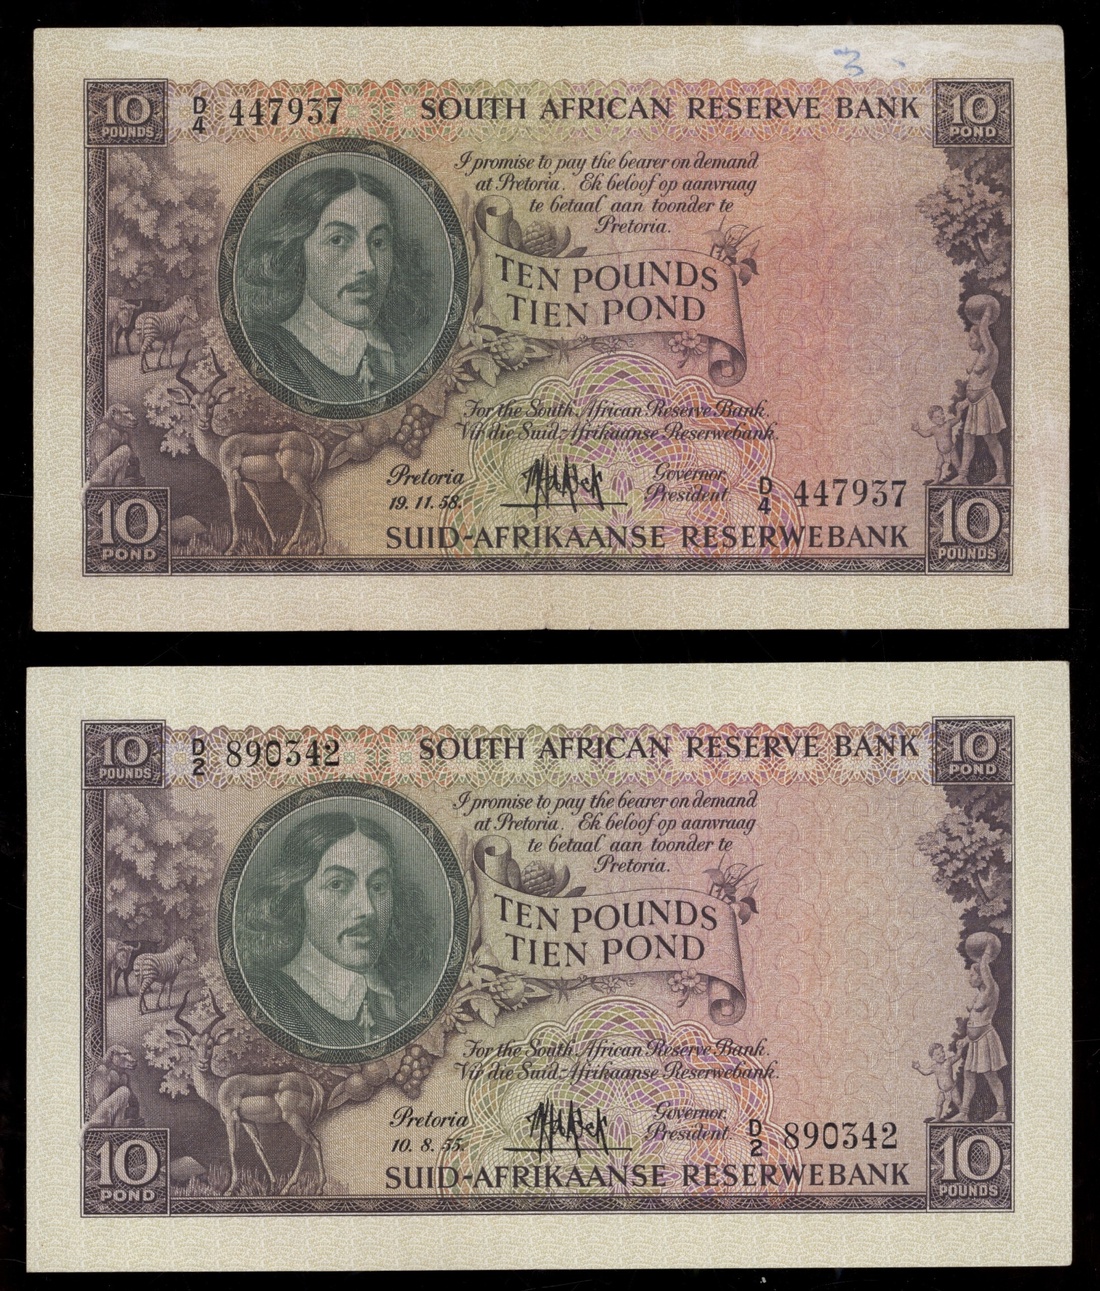 3 -
10 POUNDS D/4 447937 SOUTH AFRICAN RESERVE BANK 10 POND
I promise to pay the bearer on demand
at Pretoria. Ek beloof op aanvraag
te betaal aan toonder te
Pretoria.
TEN POUNDS
TIEN POND
For the South African Reserve Bank.
Vir die Suid-Afrikaanse Reserwebank.
Pretoria Governor,
19. 11. 58. President. D/4 447937
10 POND SUID-AFRIKAANSE RESERWEBANK 10 POUNDS
10 POUNDS D/2 890342 SOUTH AFRICAN RESERVE BANK 10 POND
I promise to pay the bearer on demand
at Pretoria. Ek beloof op aanvraag
te betaal aan toonder te
Pretoria.
TEN POUNDS
TIEN POND
For the South African Reserve Bank.
Vir die Suid-Afrikaanse Reserwebank.
Pretoria Governor,
10. 8. 55. President. D/2 890342
10 POND SUID-AFRIKAANSE RESERWEBANK 10 POUNDS